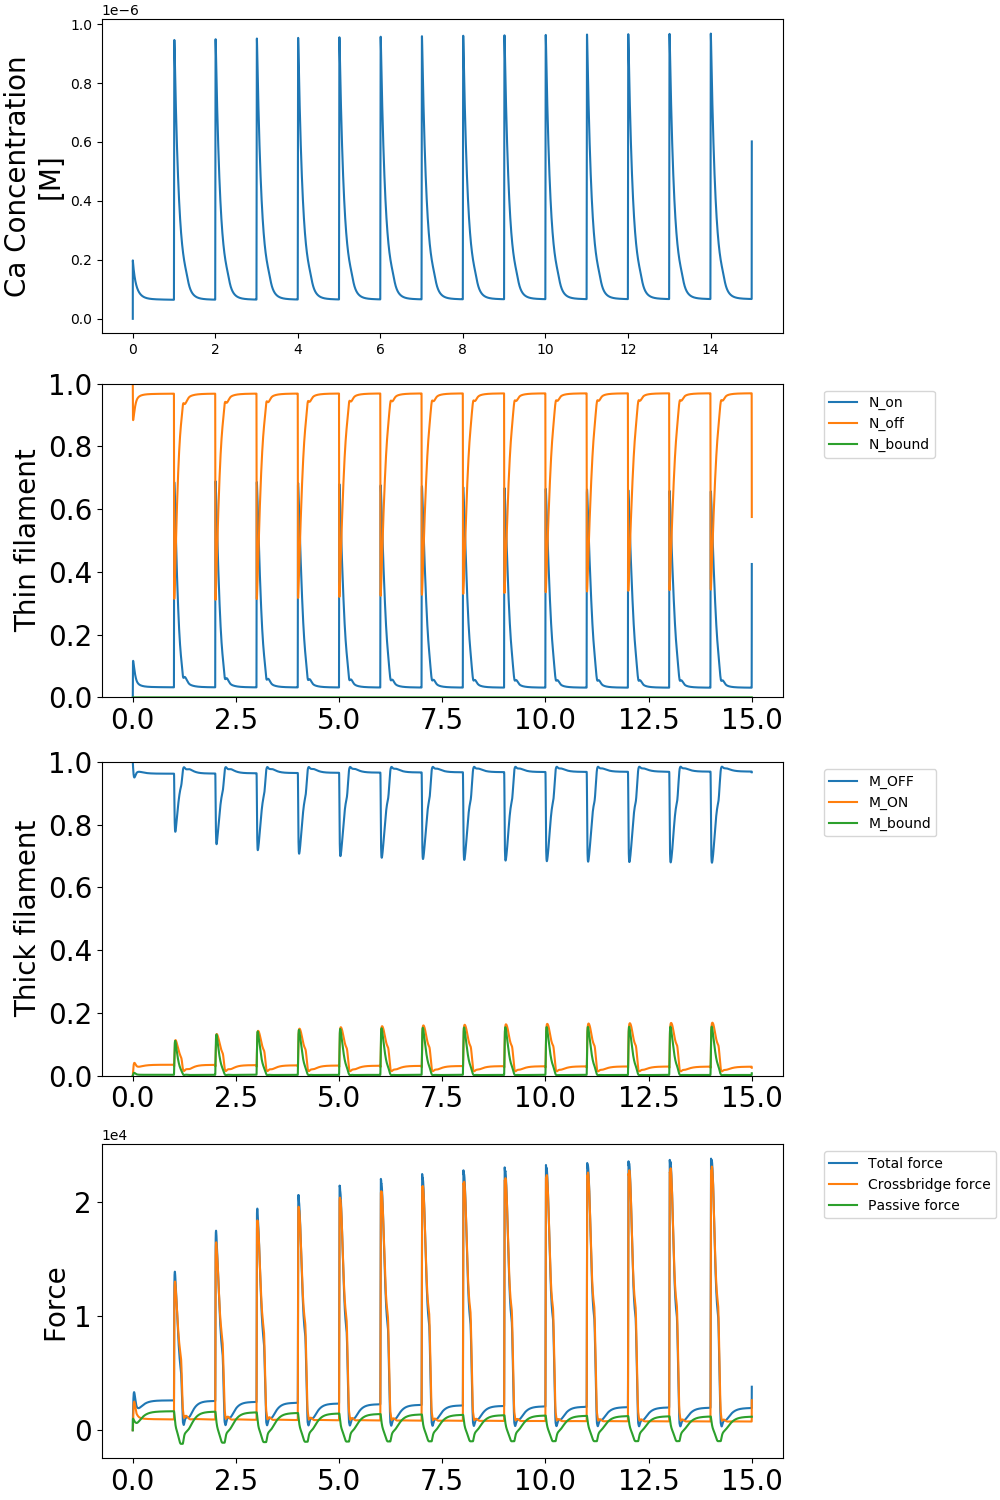 1e−6
Ca Concentration
[M]
1.0
0.8
0.6
0.4
0.2
0.0
0 2 4 6 8 10 12 14
Thin filament
1.0
0.8
0.6
0.4
0.2
0.0
0.0 2.5 5.0 7.5 10.0 12.5 15.0
N_on
N_off
N_bound
Thick filament
1.0
0.8
0.6
0.4
0.2
0.0
0.0 2.5 5.0 7.5 10.0 12.5 15.0
M_OFF
M_ON
M_bound
1e4
Force
2
1
0
0.0 2.5 5.0 7.5 10.0 12.5 15.0
Total force
Crossbridge force
Passive force